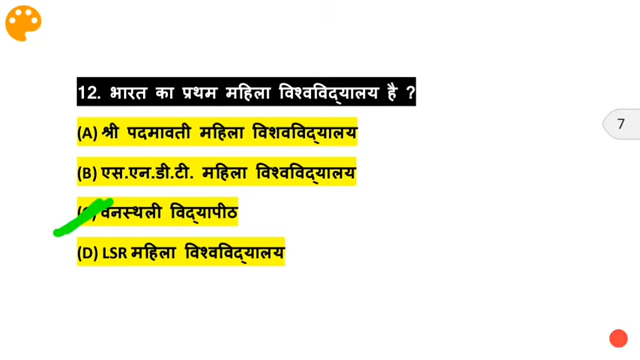 12. भारत का प्रथम महिला विश्वविद्यालय है ?
(A) श्री पदमावती महिला विशवविद्यालय
(B) एस.एन.डी.टी. महिला विश्वविद्यालय
(C) वनस्थली विद्यापीठ
(D) LSR महिला विश्वविद्यालय
7